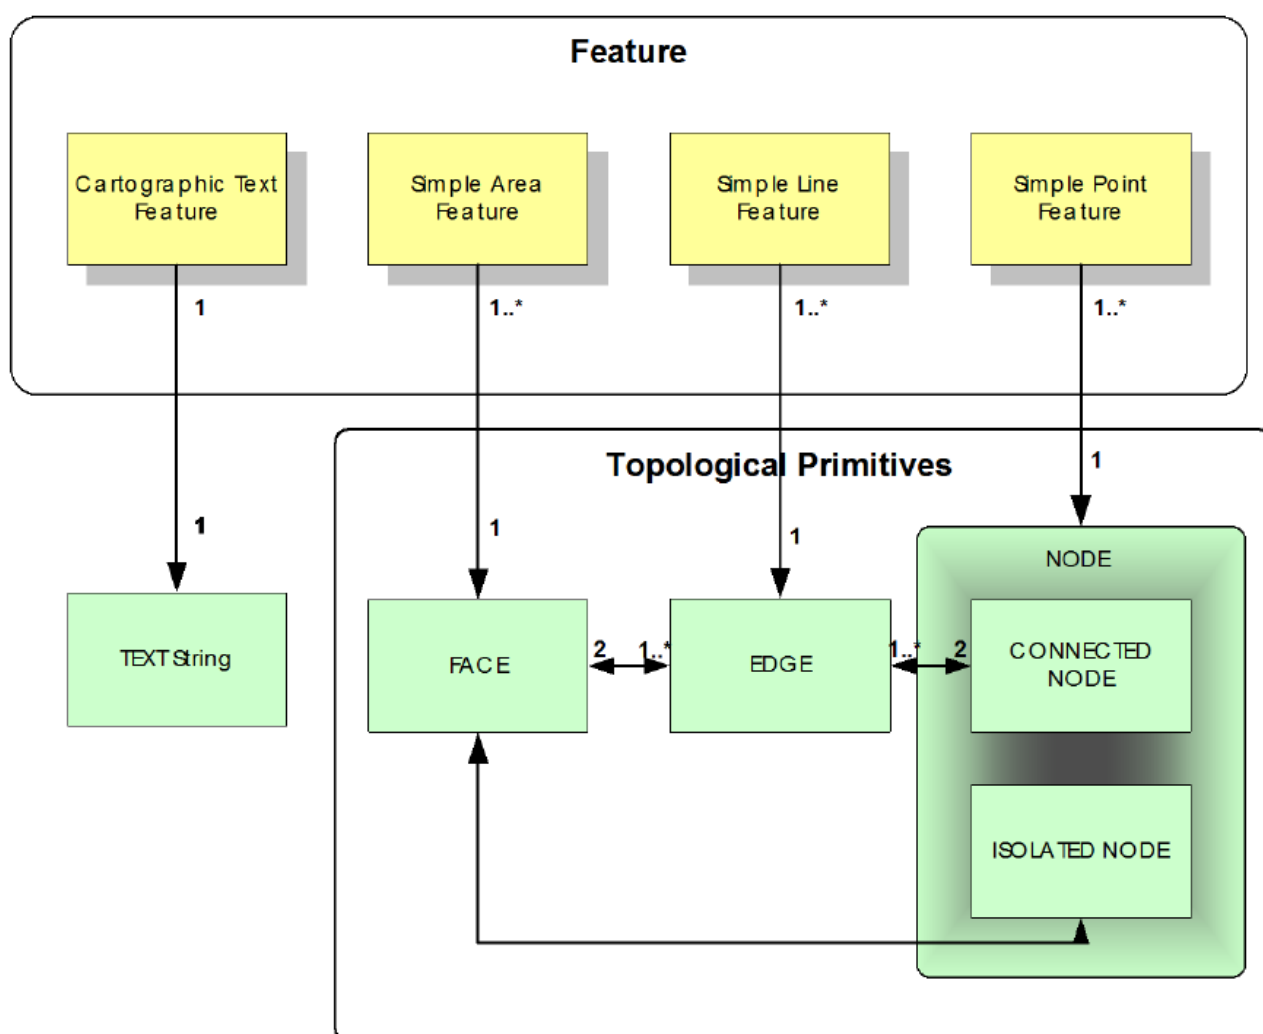 Feature
Cartographic Text
Feature
Simple Area
Feature
Simple Line
Feature
Simple Point
Feature
1
1..*
1..*
1..*
Topological Primitives
1
1
1
1
NODE
TEXT String
FACE
2
1..*
EDGE
1..*
2
CONNECTED
NODE
ISOLATED NODE